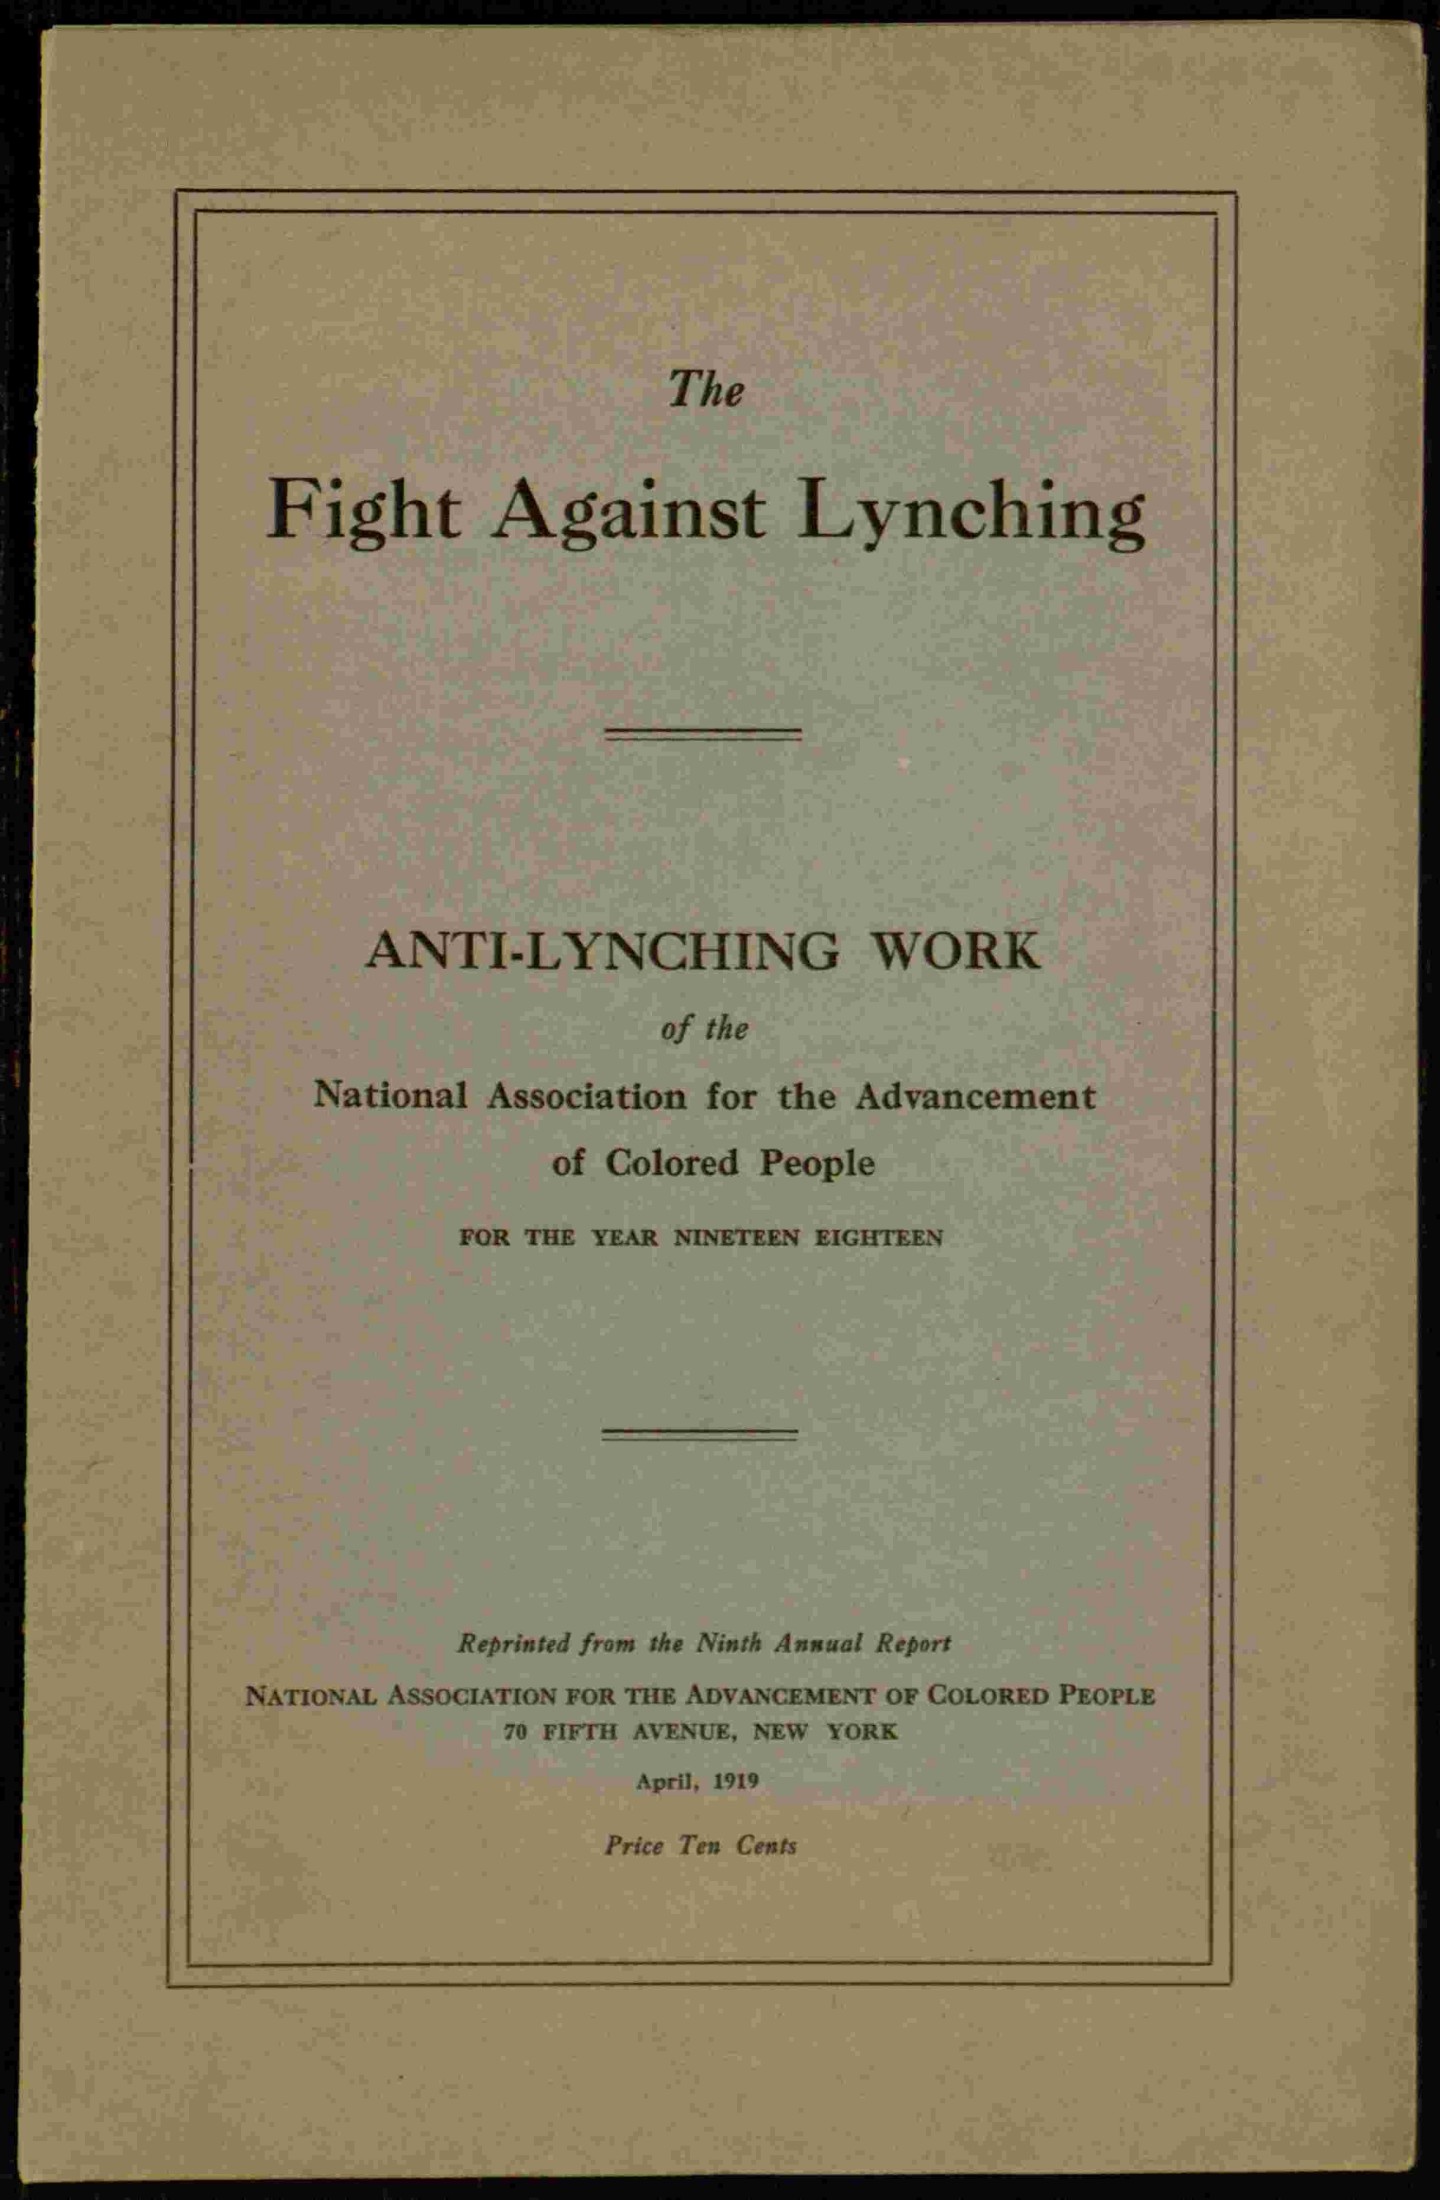 The
Fight Against Lynching
ANTI-LYNCHING WORK
of the
National Association for the Advancement
of Colored People
FOR THE YEAR NINETEEN EIGHTEEN
Reprinted from the Ninth Annual Report
NATIONAL ASSOCIATION FOR THE ADVANCEMENT OF COLORED PEOPLE
70 FIFTH AVENUE, NEW YORK
April, 1919
Price Ten Cents